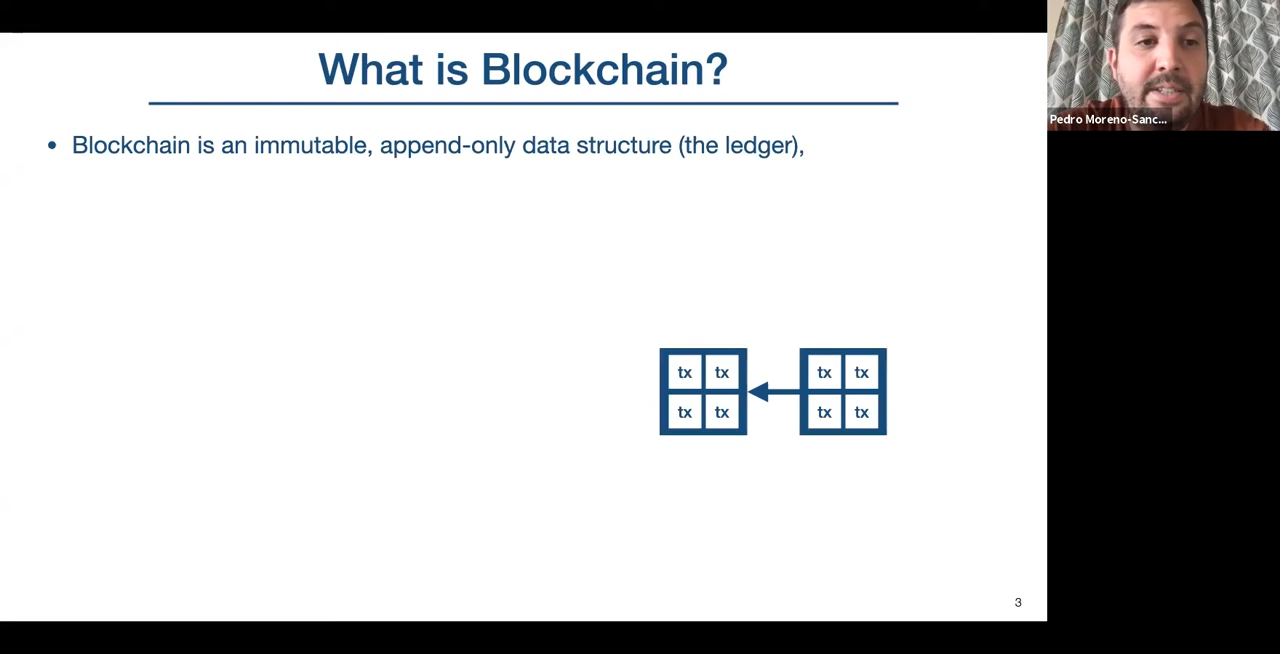 What is Blockchain?
Pedro Moreno-Sanc...
• Blockchain is an immutable, append-only data structure (the ledger),
tx tx tx tx
tx tx tx tx
3